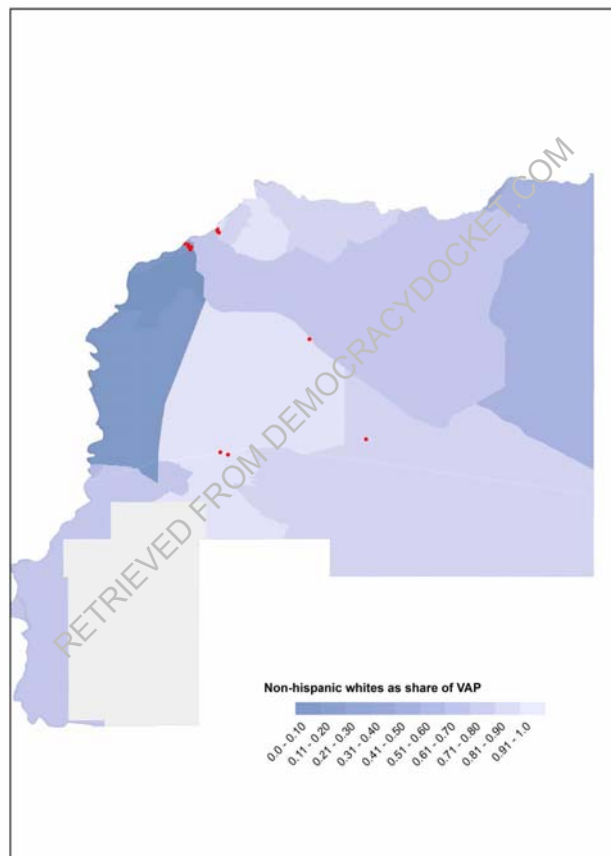 RETRIEVED FROM DEMOCRACYDOCKET.COM
Non-hispanic whites as share of VAP
0.0 - 0.10
0.11 - 0.20
0.21 - 0.30
0.31 - 0.40
0.41 - 0.50
0.51 - 0.60
0.61 - 0.70
0.71 - 0.80
0.81 - 0.90
0.91 - 1.0